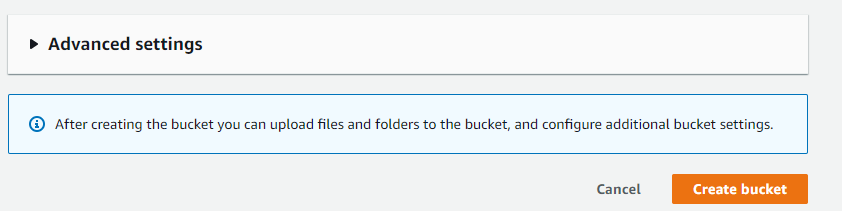 Advanced settings
After creating the bucket you can upload files and folders to the bucket, and configure additional bucket settings.
Cancel
Create bucket